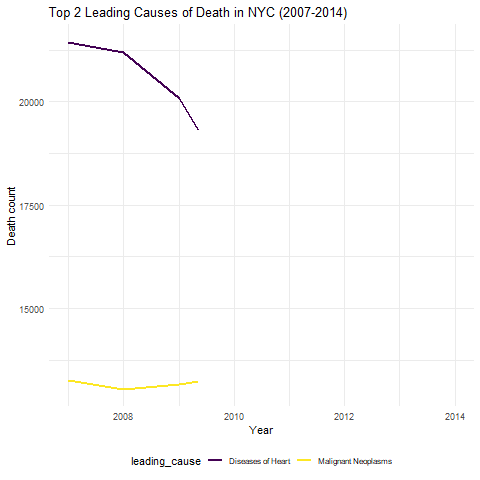 Top 2 Leading Causes of Death in NYC (2007-2014)
Death count
20000
17500
15000
2008 2010 2012 2014
Year
leading_cause Diseases of Heart Malignant Neoplasms